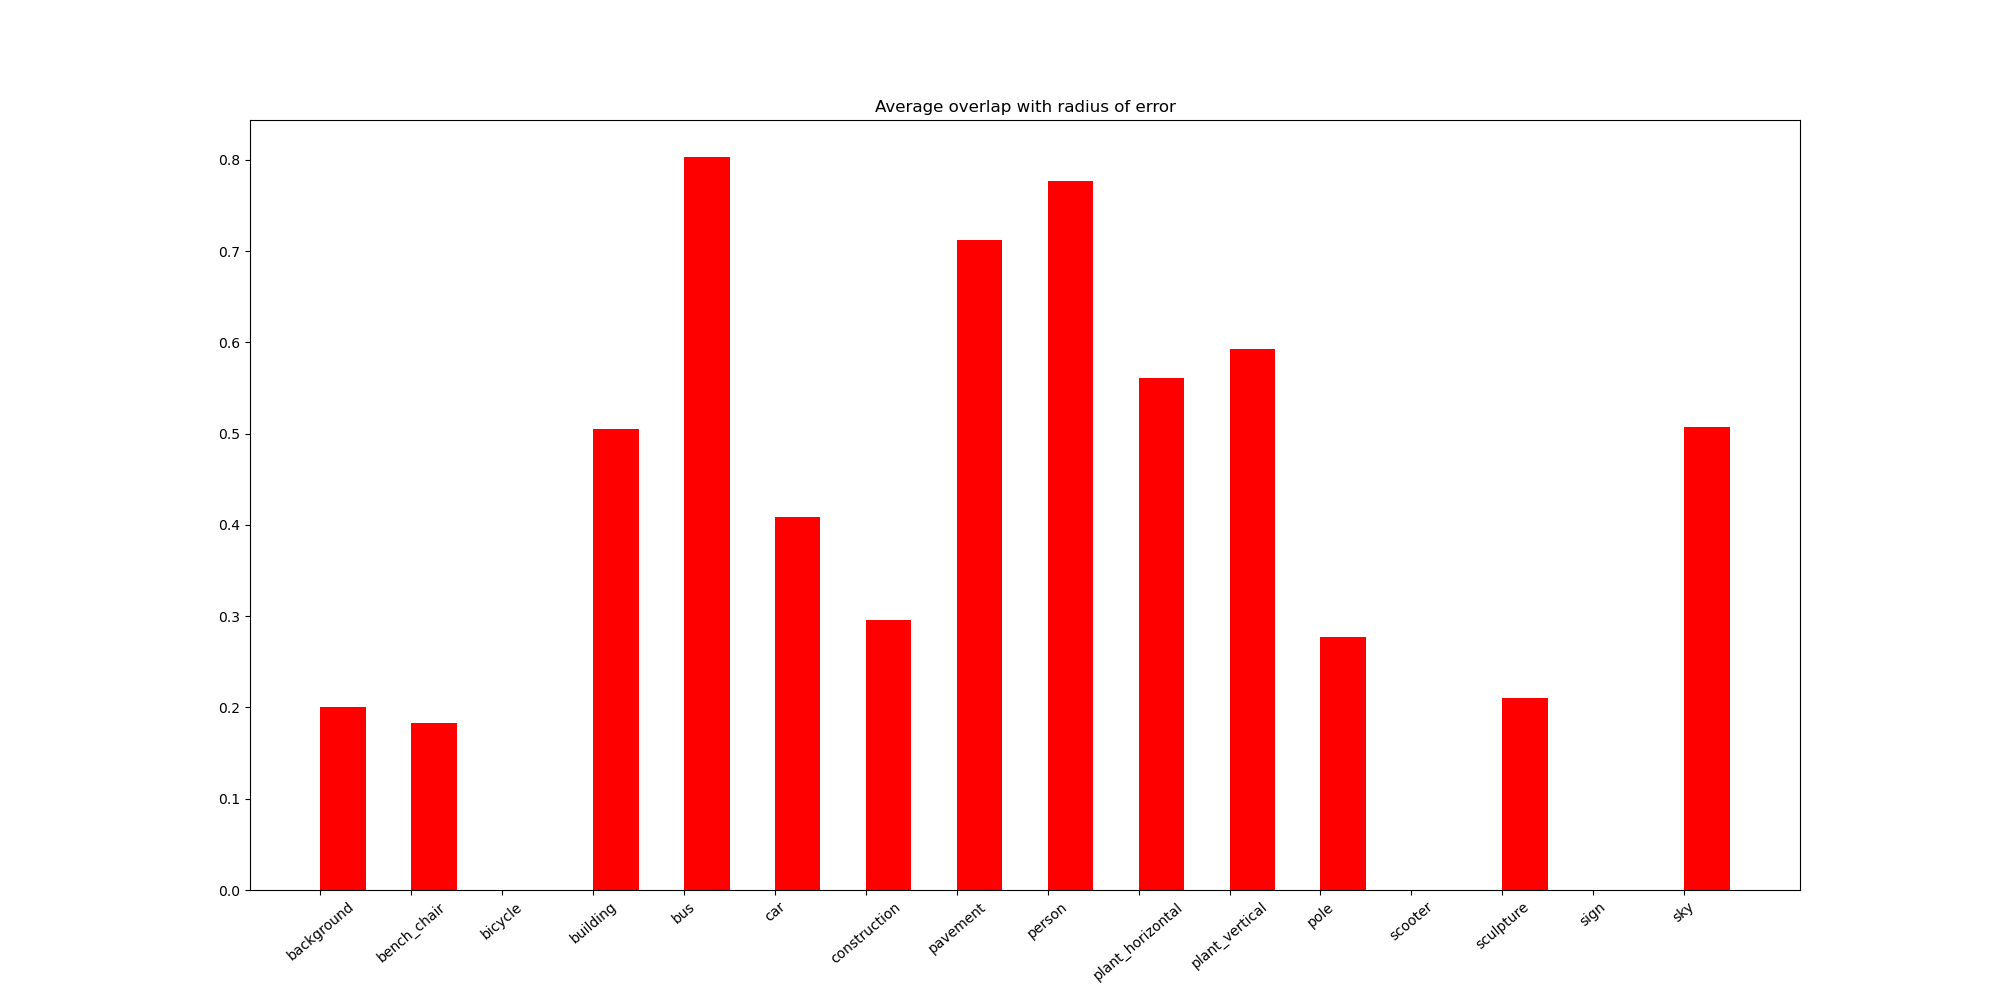 Average overlap with radius of error
0.8
0.7
0.6
0.5
0.4
0.3
0.2
0.1
0.0
background
bench_chair
bicycle
building
bus
car
construction
pavement
person
plant_horizontal
plant_vertical
pole
scooter
sculpture
sign
sky